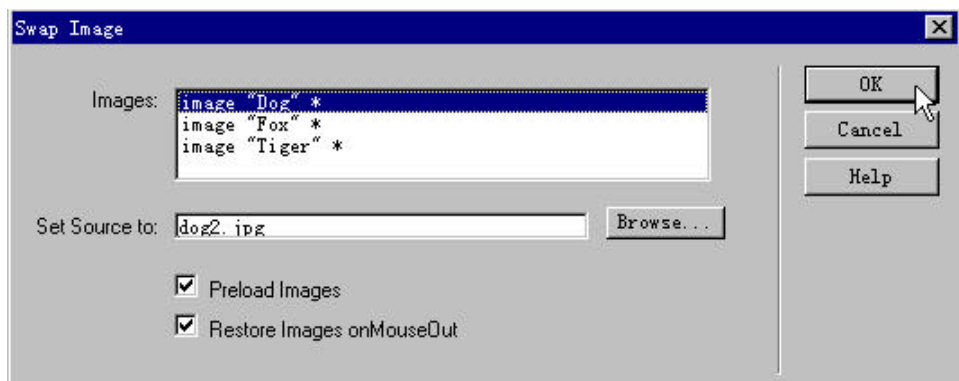 Swap Image
Images:
image "Dog" *
image "Fox" *
image "Tiger" *
Set Source to:
dog2.jpg
Browse...
Preload Images
Restore Images onMouseOut
OK
Cancel
Help